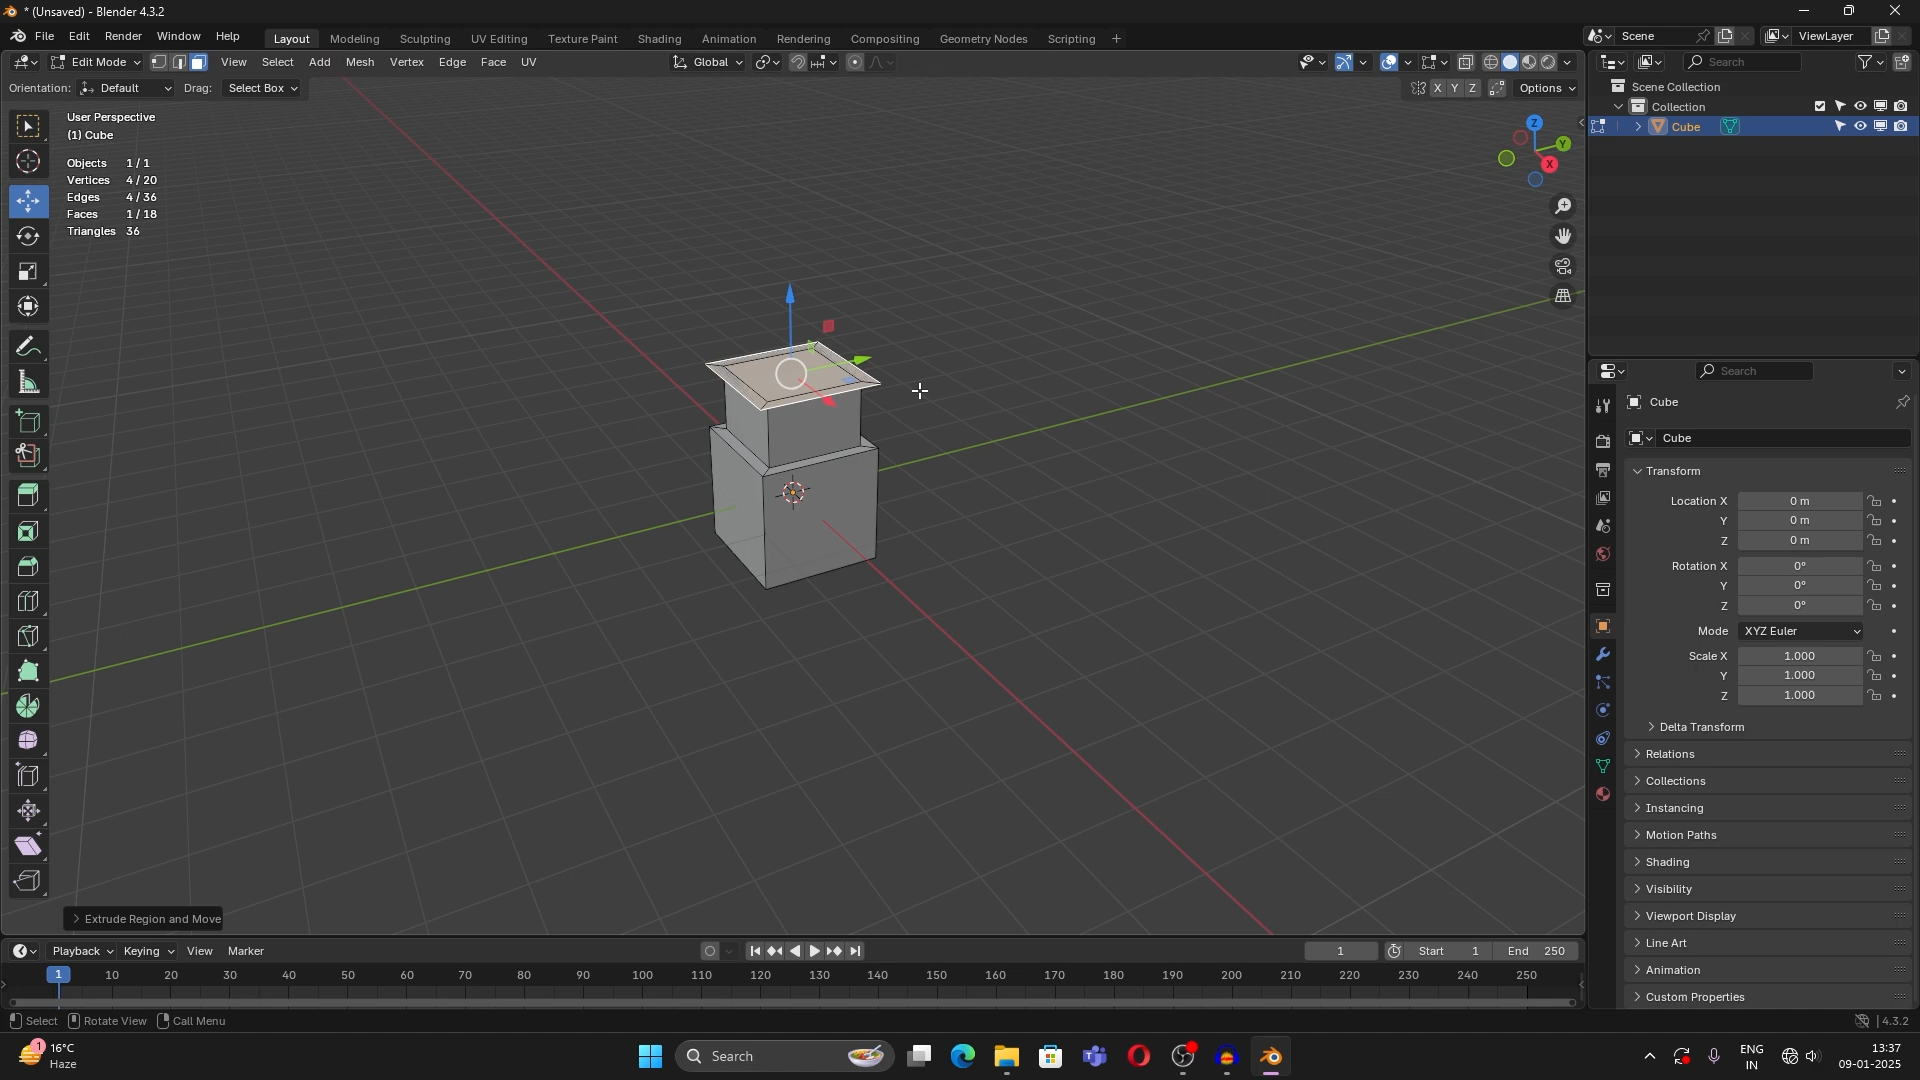 * (Unsaved) - Blender 4.3.2
File Edit Render Window Help
Layout Modeling Sculpting UV Editing Texture Paint Shading Animation Rendering Compositing Geometry Nodes Scripting +
Scene
ViewLayer
Edit Mode View Select Add Mesh Vertex Edge Face UV
Global
Search
Orientation: Default Drag: Select Box
X Y Z Options
Scene Collection
Collection
Cube
User Perspective
(1) Cube
Objects 1 / 1
Vertices 4 / 20
Edges 4 / 36
Faces 1 / 18
Triangles 36
Z
Y
X
Search
Cube
Cube
Transform
Location X 0 m
Y 0 m
Z 0 m
Rotation X 0°
Y 0°
Z 0°
Mode XYZ Euler
Scale X 1.000
Y 1.000
Z 1.000
Delta Transform
Relations
Collections
Instancing
Motion Paths
Shading
Visibility
Viewport Display
Line Art
Animation
Custom Properties
Extrude Region and Move
Playback Keying View Marker
1 Start 1 End 250
1 10 20 30 40 50 60 70 80 90 100 110 120 130 140 150 160 170 180 190 200 210 220 230 240 250
Select Rotate View Call Menu
4.3.2
1 16°C
Haze
Search
ENG
IN
13:37
09-01-2025